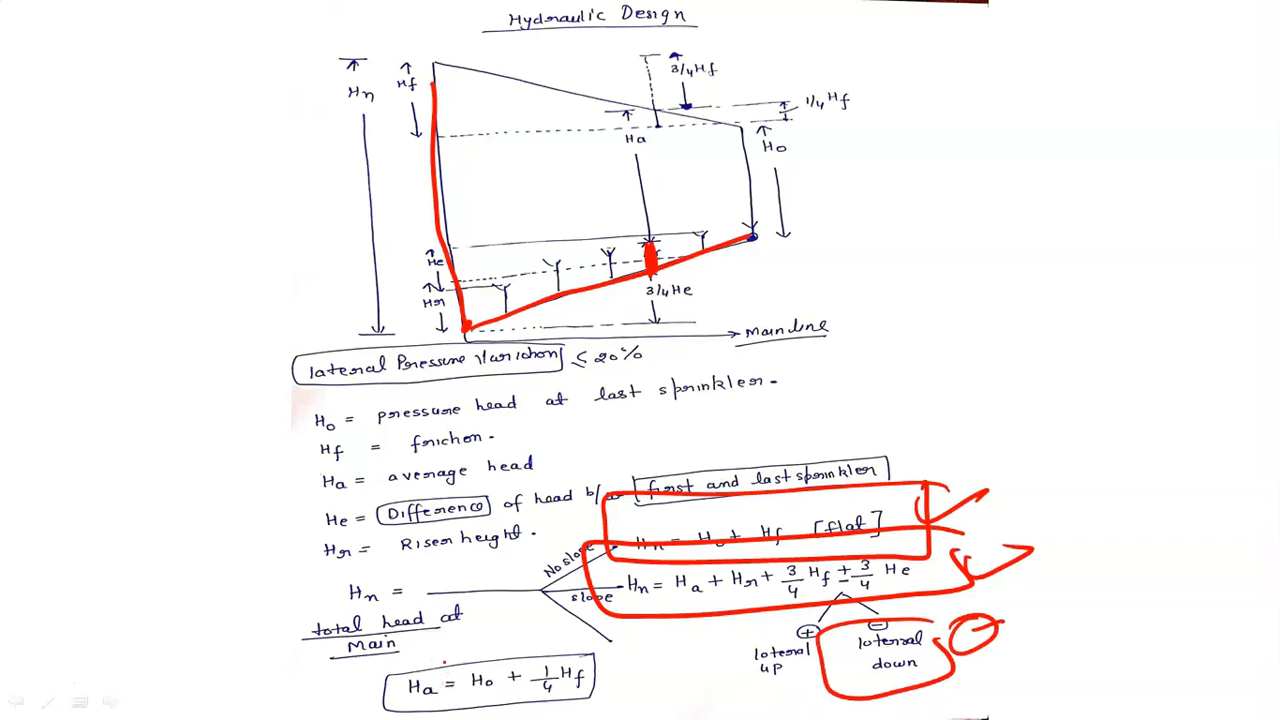 Hydraulic Design
Hn
Hf
3/4 Hf
1/4 Hf
Ha
Ho
He
Hr
3/4 He
Mainline
lateral Pressure Variction ≤ 20%
Ho = pressure head at last sprinkler.
Hf = friction.
Ha = average head
He = Difference of head b/w first and last sprinkler
Hr = Riser height.
No slope Hn = Ho + Hf [flat]
Hn =
slope Hn = Ha + Hr + 3/4 Hf ± 3/4 He
total head at
Main
+ lateral up
- lateral down
Ha = Ho + 1/4 Hf